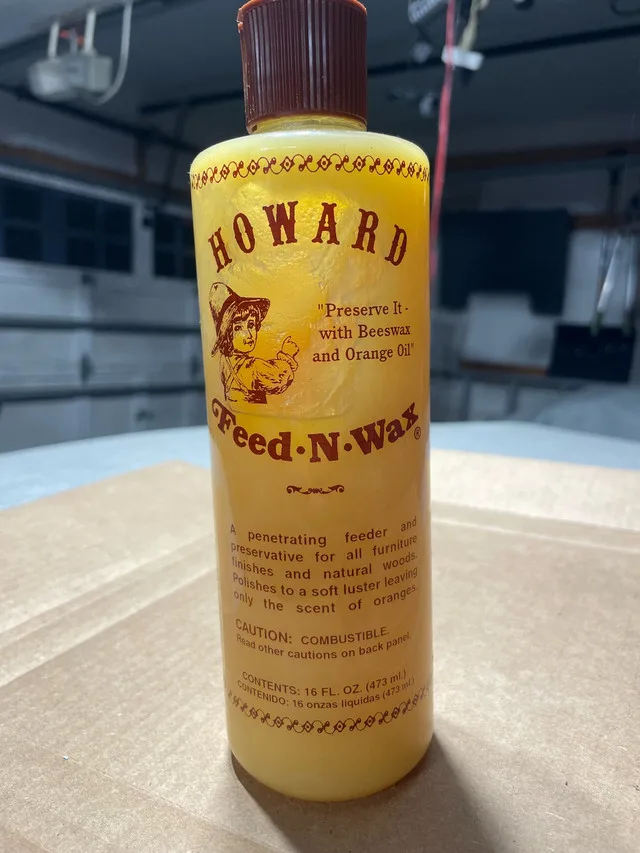 HOWARD
"Preserve It -
with Beeswax
and Orange Oil"
Feed·N·Wax®
A penetrating feeder and
preservative for all furniture
finishes and natural woods.
Polishes to a soft luster leaving
only the scent of oranges.
CAUTION: COMBUSTIBLE.
Read other cautions on back panel.
CONTENTS: 16 FL. OZ. (473 ml.)
CONTENIDO: 16 onzas liquidas (473 ml.)